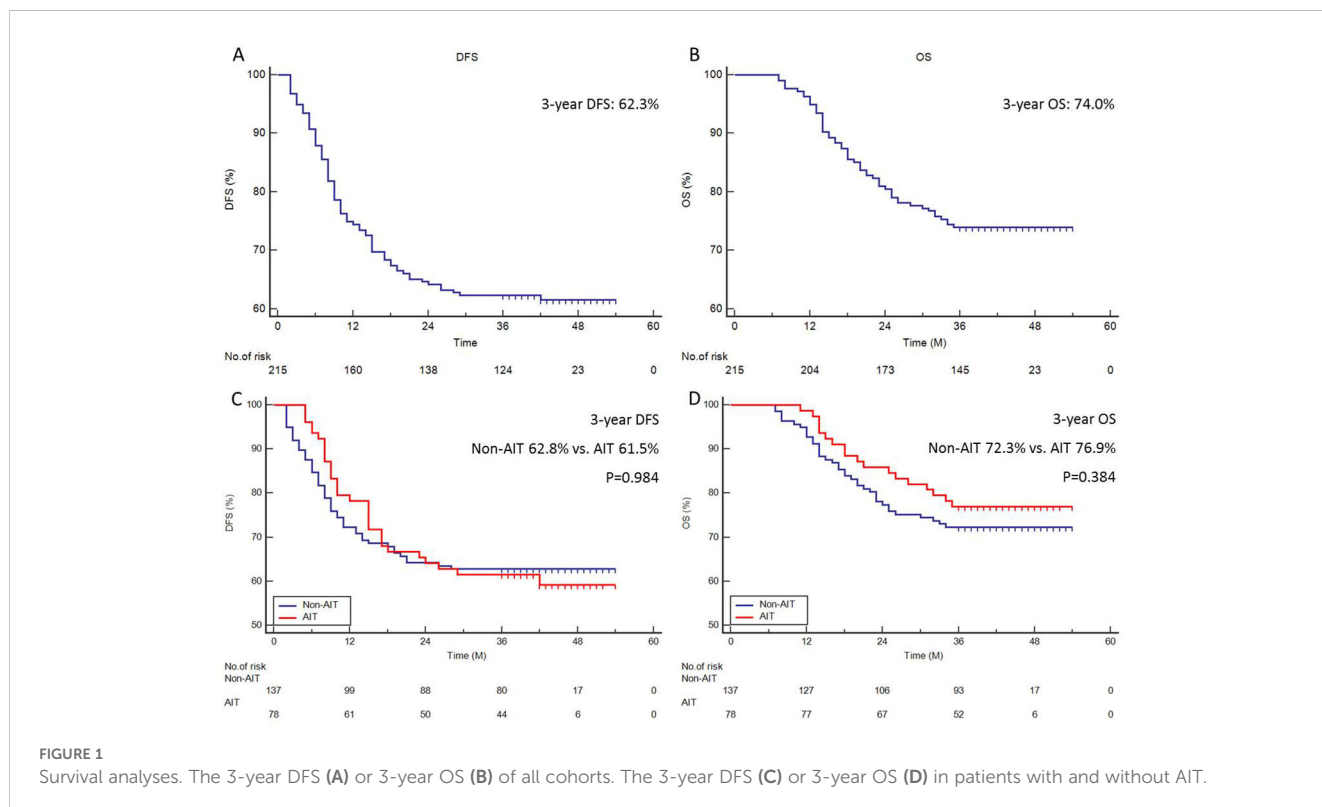 A
DFS
3-year DFS: 62.3%
100
90
80
70
60
DFS (%)
0 12 24 36 48 60
Time
No.of risk
215 160 138 124 23 0
B
OS
3-year OS: 74.0%
100
90
80
70
60
OS (%)
0 12 24 36 48 60
Time (M)
No.of risk
215 204 173 145 23 0
C
3-year DFS
Non-AIT 62.8% vs. AIT 61.5%
P=0.984
100
90
80
70
60
50
DFS (%)
Non-AIT
AIT
0 12 24 36 48 60
Time (M)
No.of risk
Non-AIT
137 99 88 80 17 0
AIT
78 61 50 44 6 0
D
3-year OS
Non-AIT 72.3% vs. AIT 76.9%
P=0.384
100
90
80
70
60
50
OS (%)
Non-AIT
AIT
0 12 24 36 48 60
Time (M)
No.of risk
Non-AIT
137 127 106 93 17 0
AIT
78 77 67 52 6 0
FIGURE 1
Survival analyses. The 3-year DFS (A) or 3-year OS (B) of all cohorts. The 3-year DFS (C) or 3-year OS (D) in patients with and without AIT.